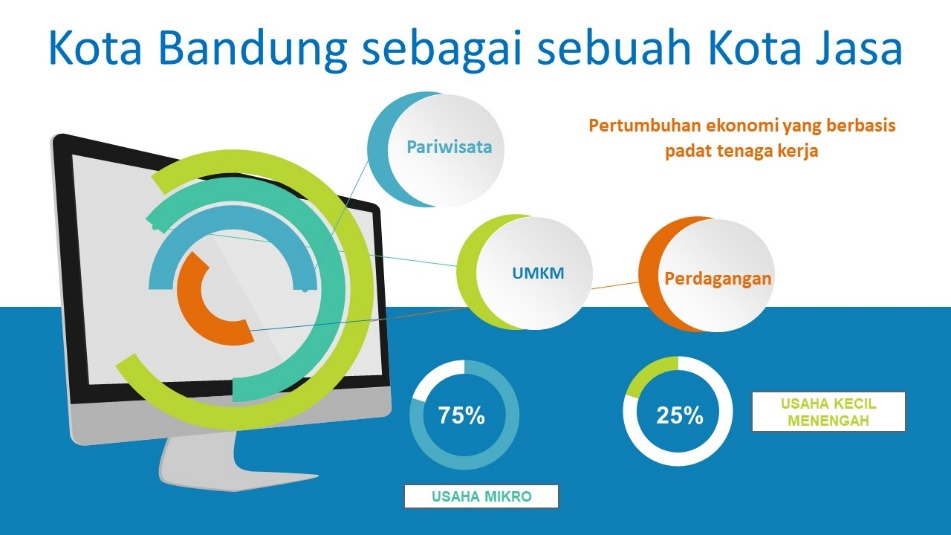 Kota Bandung sebagai sebuah Kota Jasa
Pariwisata
Pertumbuhan ekonomi yang berbasis
padat tenaga kerja
UMKM
Perdagangan
75%
USAHA MIKRO
25%
USAHA KECIL
MENENGAH